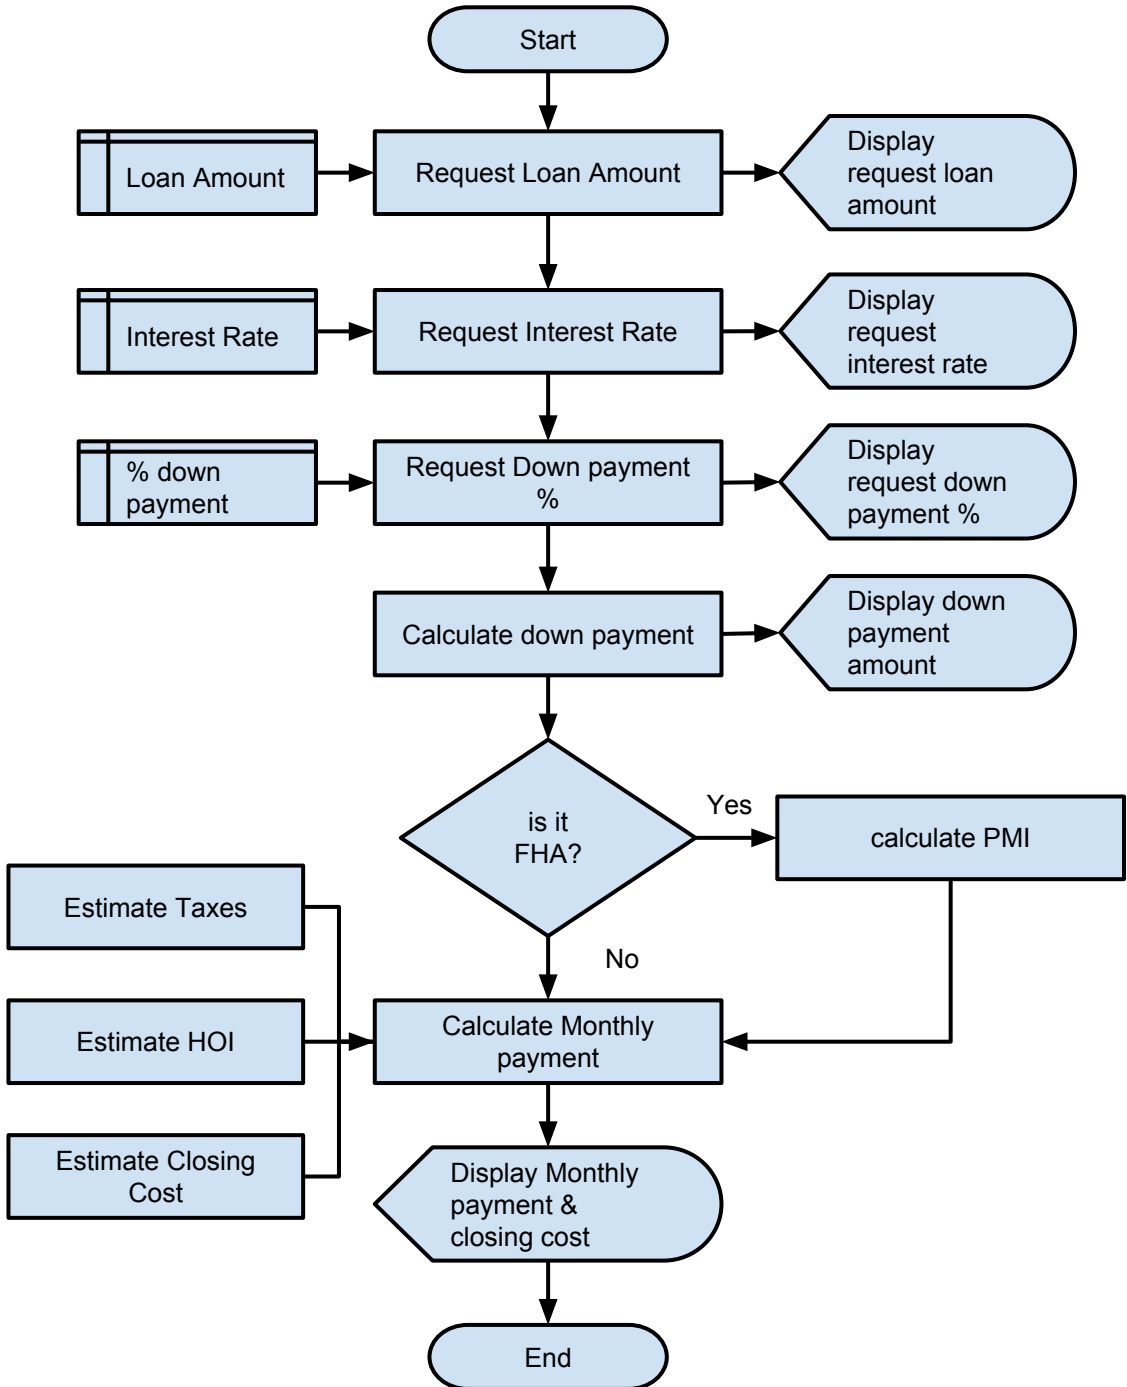 Start
Loan Amount
Request Loan Amount
Display
request loan
amount
Interest Rate
Request Interest Rate
Display
request
interest rate
% down
payment
Request Down payment
%
Display
request down
payment %
Calculate down payment
Display down
payment
amount
is it
FHA?
Yes
calculate PMI
No
Estimate Taxes
Estimate HOI
Estimate Closing
Cost
Calculate Monthly
payment
Display Monthly
payment &
closing cost
End